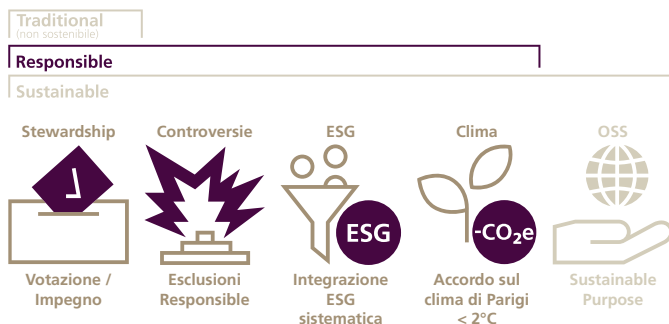 Traditional
(non sostenibile)
Responsible
Sustainable
Stewardship
Controversie
ESG
Clima
OSS
ESG
-CO₂e
Votazione /
Impegno
Esclusioni
Responsible
Integrazione
ESG
sistematica
Accordo sul
clima di Parigi
< 2°C
Sustainable
Purpose